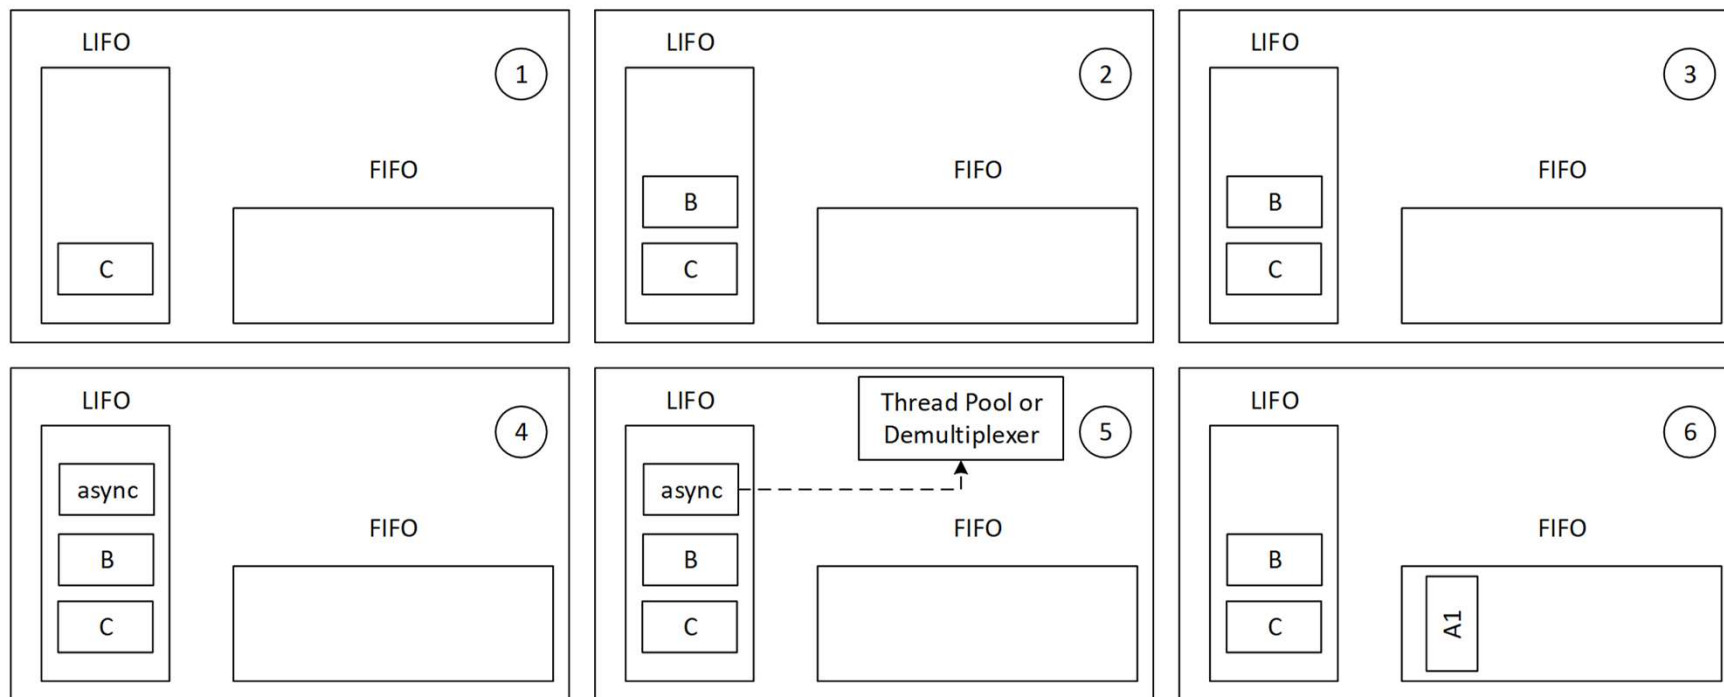 LIFO
1
FIFO
C
LIFO
2
FIFO
B
C
LIFO
3
FIFO
B
C
LIFO
4
async
FIFO
B
C
LIFO
Thread Pool or
Demultiplexer
5
async
FIFO
B
C
LIFO
6
FIFO
B
C
A1